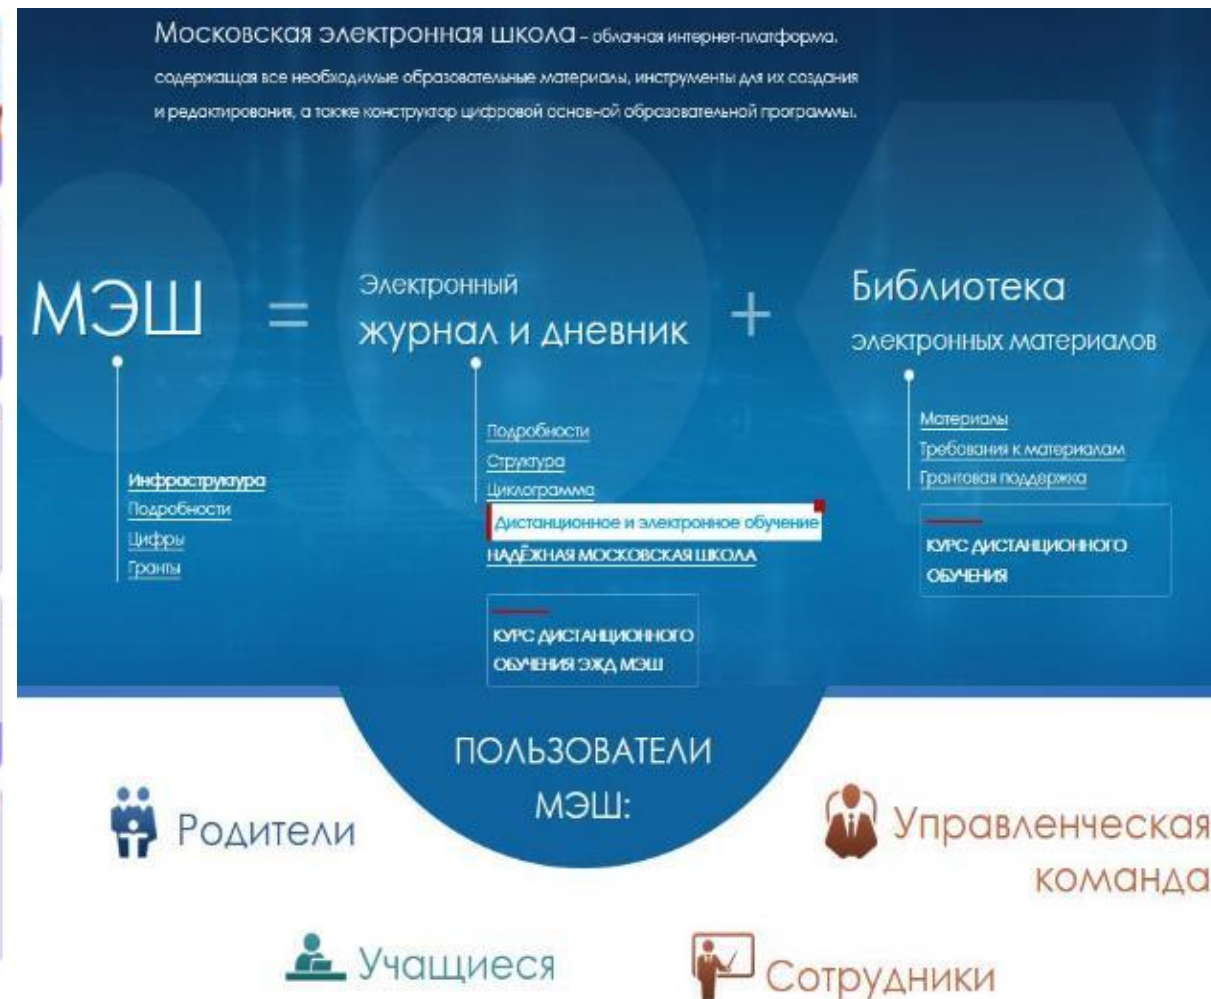 Московская электронная школа – облачная интернет-платформа,
содержащая все необходимые образовательные материалы, инструменты для их создания
и редактирования, а также конструктор цифровой основной образовательной программы.
МЭШ
=
Электронный
журнал и дневник
+
Библиотека
электронных материалов
Инфраструктура
Подробности
Цифры
Гранты
Подробности
Структура
Циклограмма
Дистанционное и электронное обучение
НАДЁЖНАЯ МОСКОВСКАЯ ШКОЛА
КУРС ДИСТАНЦИОННОГО
ОБУЧЕНИЯ ЭЖД МЭШ
Материалы
Требования к материалам
Грантовая поддержка
КУРС ДИСТАНЦИОННОГО
ОБУЧЕНИЯ
ПОЛЬЗОВАТЕЛИ
МЭШ:
Родители
Управленческая
команда
Учащиеся
Сотрудники